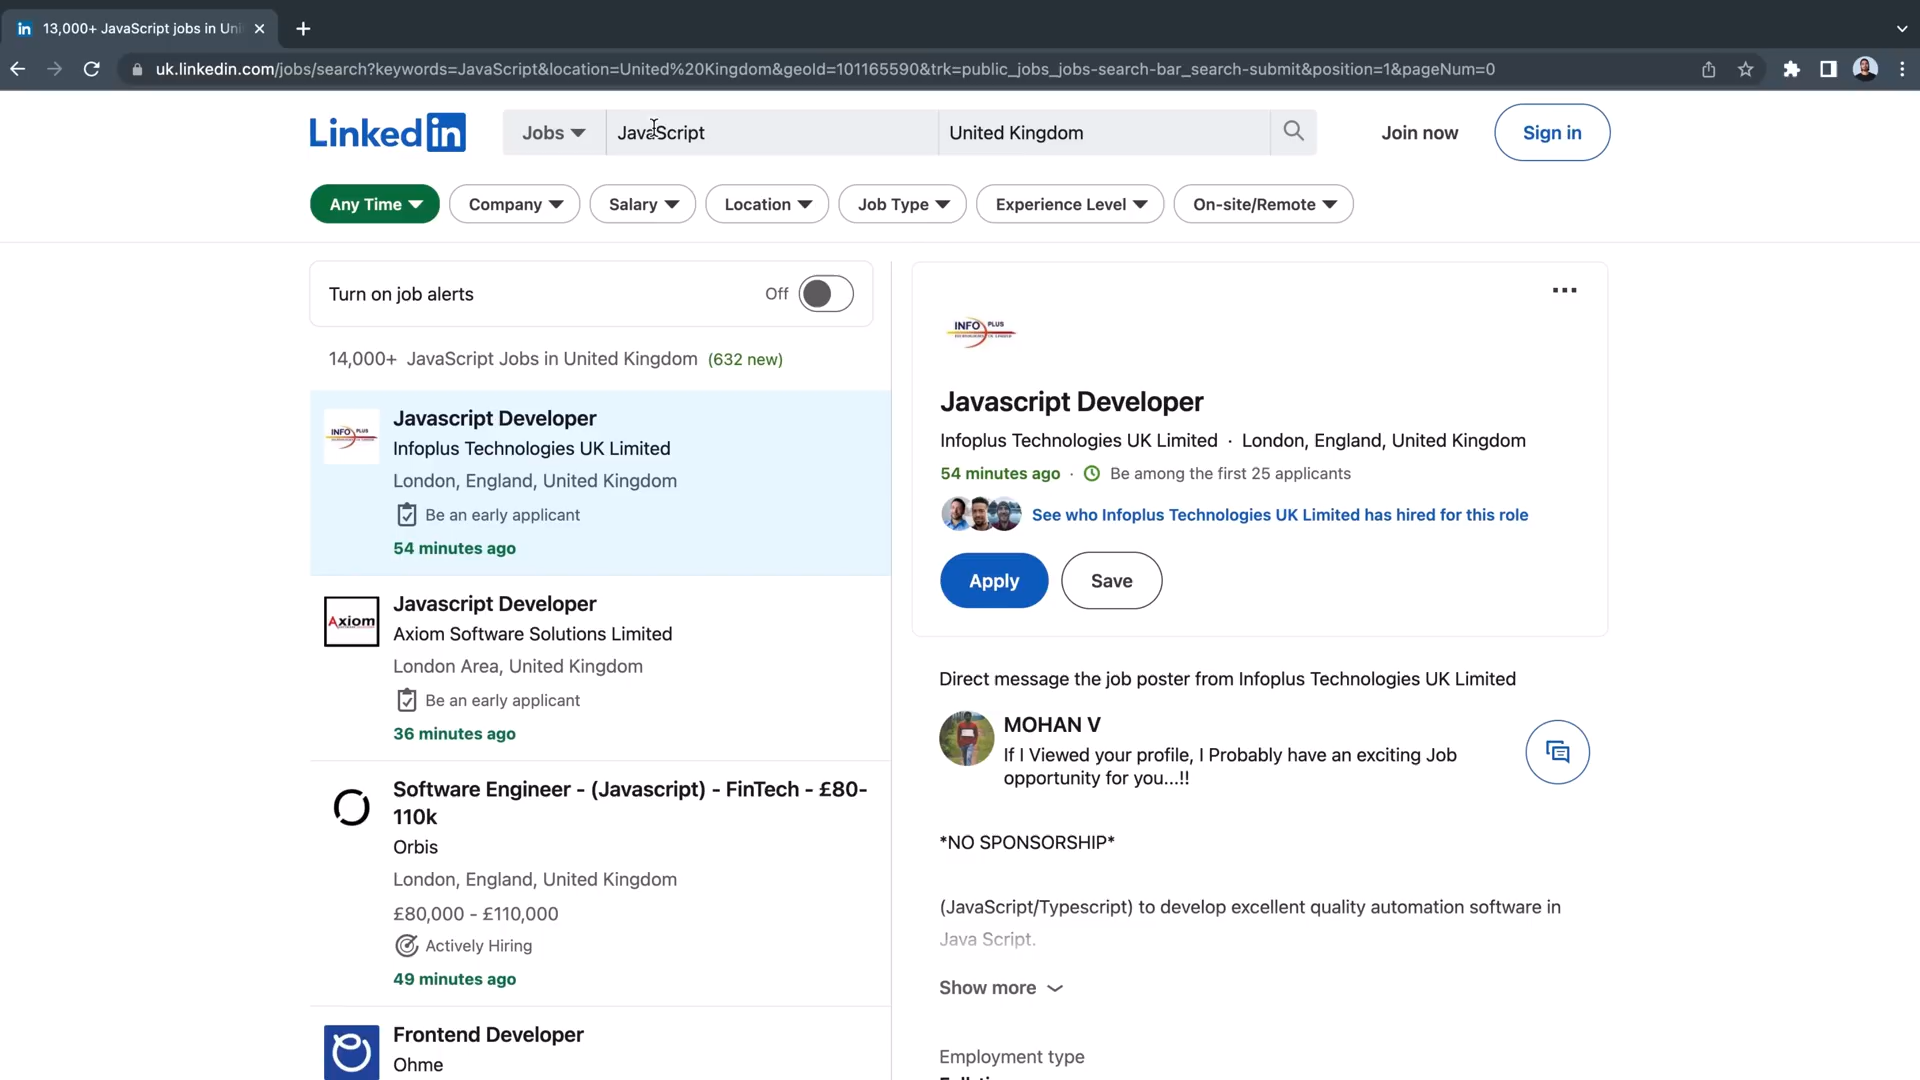 in 13,000+ JavaScript jobs in Uni
uk.linkedin.com/jobs/search?keywords=JavaScript&location=United%20Kingdom&geoId=101165590&trk=public_jobs_jobs-search-bar_search-submit&position=1&pageNum=0
Linkedin Jobs JavaScript United Kingdom Join now Sign in
Any Time Company Salary Location Job Type Experience Level On-site/Remote
Turn on job alerts Off
14,000+ JavaScript Jobs in United Kingdom (632 new)
INFO PLUS
Javascript Developer
Infoplus Technologies UK Limited
London, England, United Kingdom
Be an early applicant
54 minutes ago
Axiom
Javascript Developer
Axiom Software Solutions Limited
London Area, United Kingdom
Be an early applicant
36 minutes ago
Software Engineer - (Javascript) - FinTech - £80-
110k
Orbis
London, England, United Kingdom
£80,000 - £110,000
Actively Hiring
49 minutes ago
Frontend Developer
Ohme
INFO PLUS
Javascript Developer
Infoplus Technologies UK Limited · London, England, United Kingdom
54 minutes ago · Be among the first 25 applicants
See who Infoplus Technologies UK Limited has hired for this role
Apply Save
Direct message the job poster from Infoplus Technologies UK Limited
MOHAN V
If I Viewed your profile, I Probably have an exciting Job
opportunity for you...!!
*NO SPONSORSHIP*
(JavaScript/Typescript) to develop excellent quality automation software in
Java Script.
Show more
Employment type